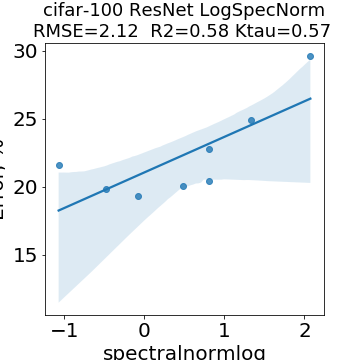 cifar-100 ResNet LogSpecNorm
RMSE=2.12 R2=0.58 Ktau=0.57
30
25
20
15
−1 0 1 2
spectralnormlog